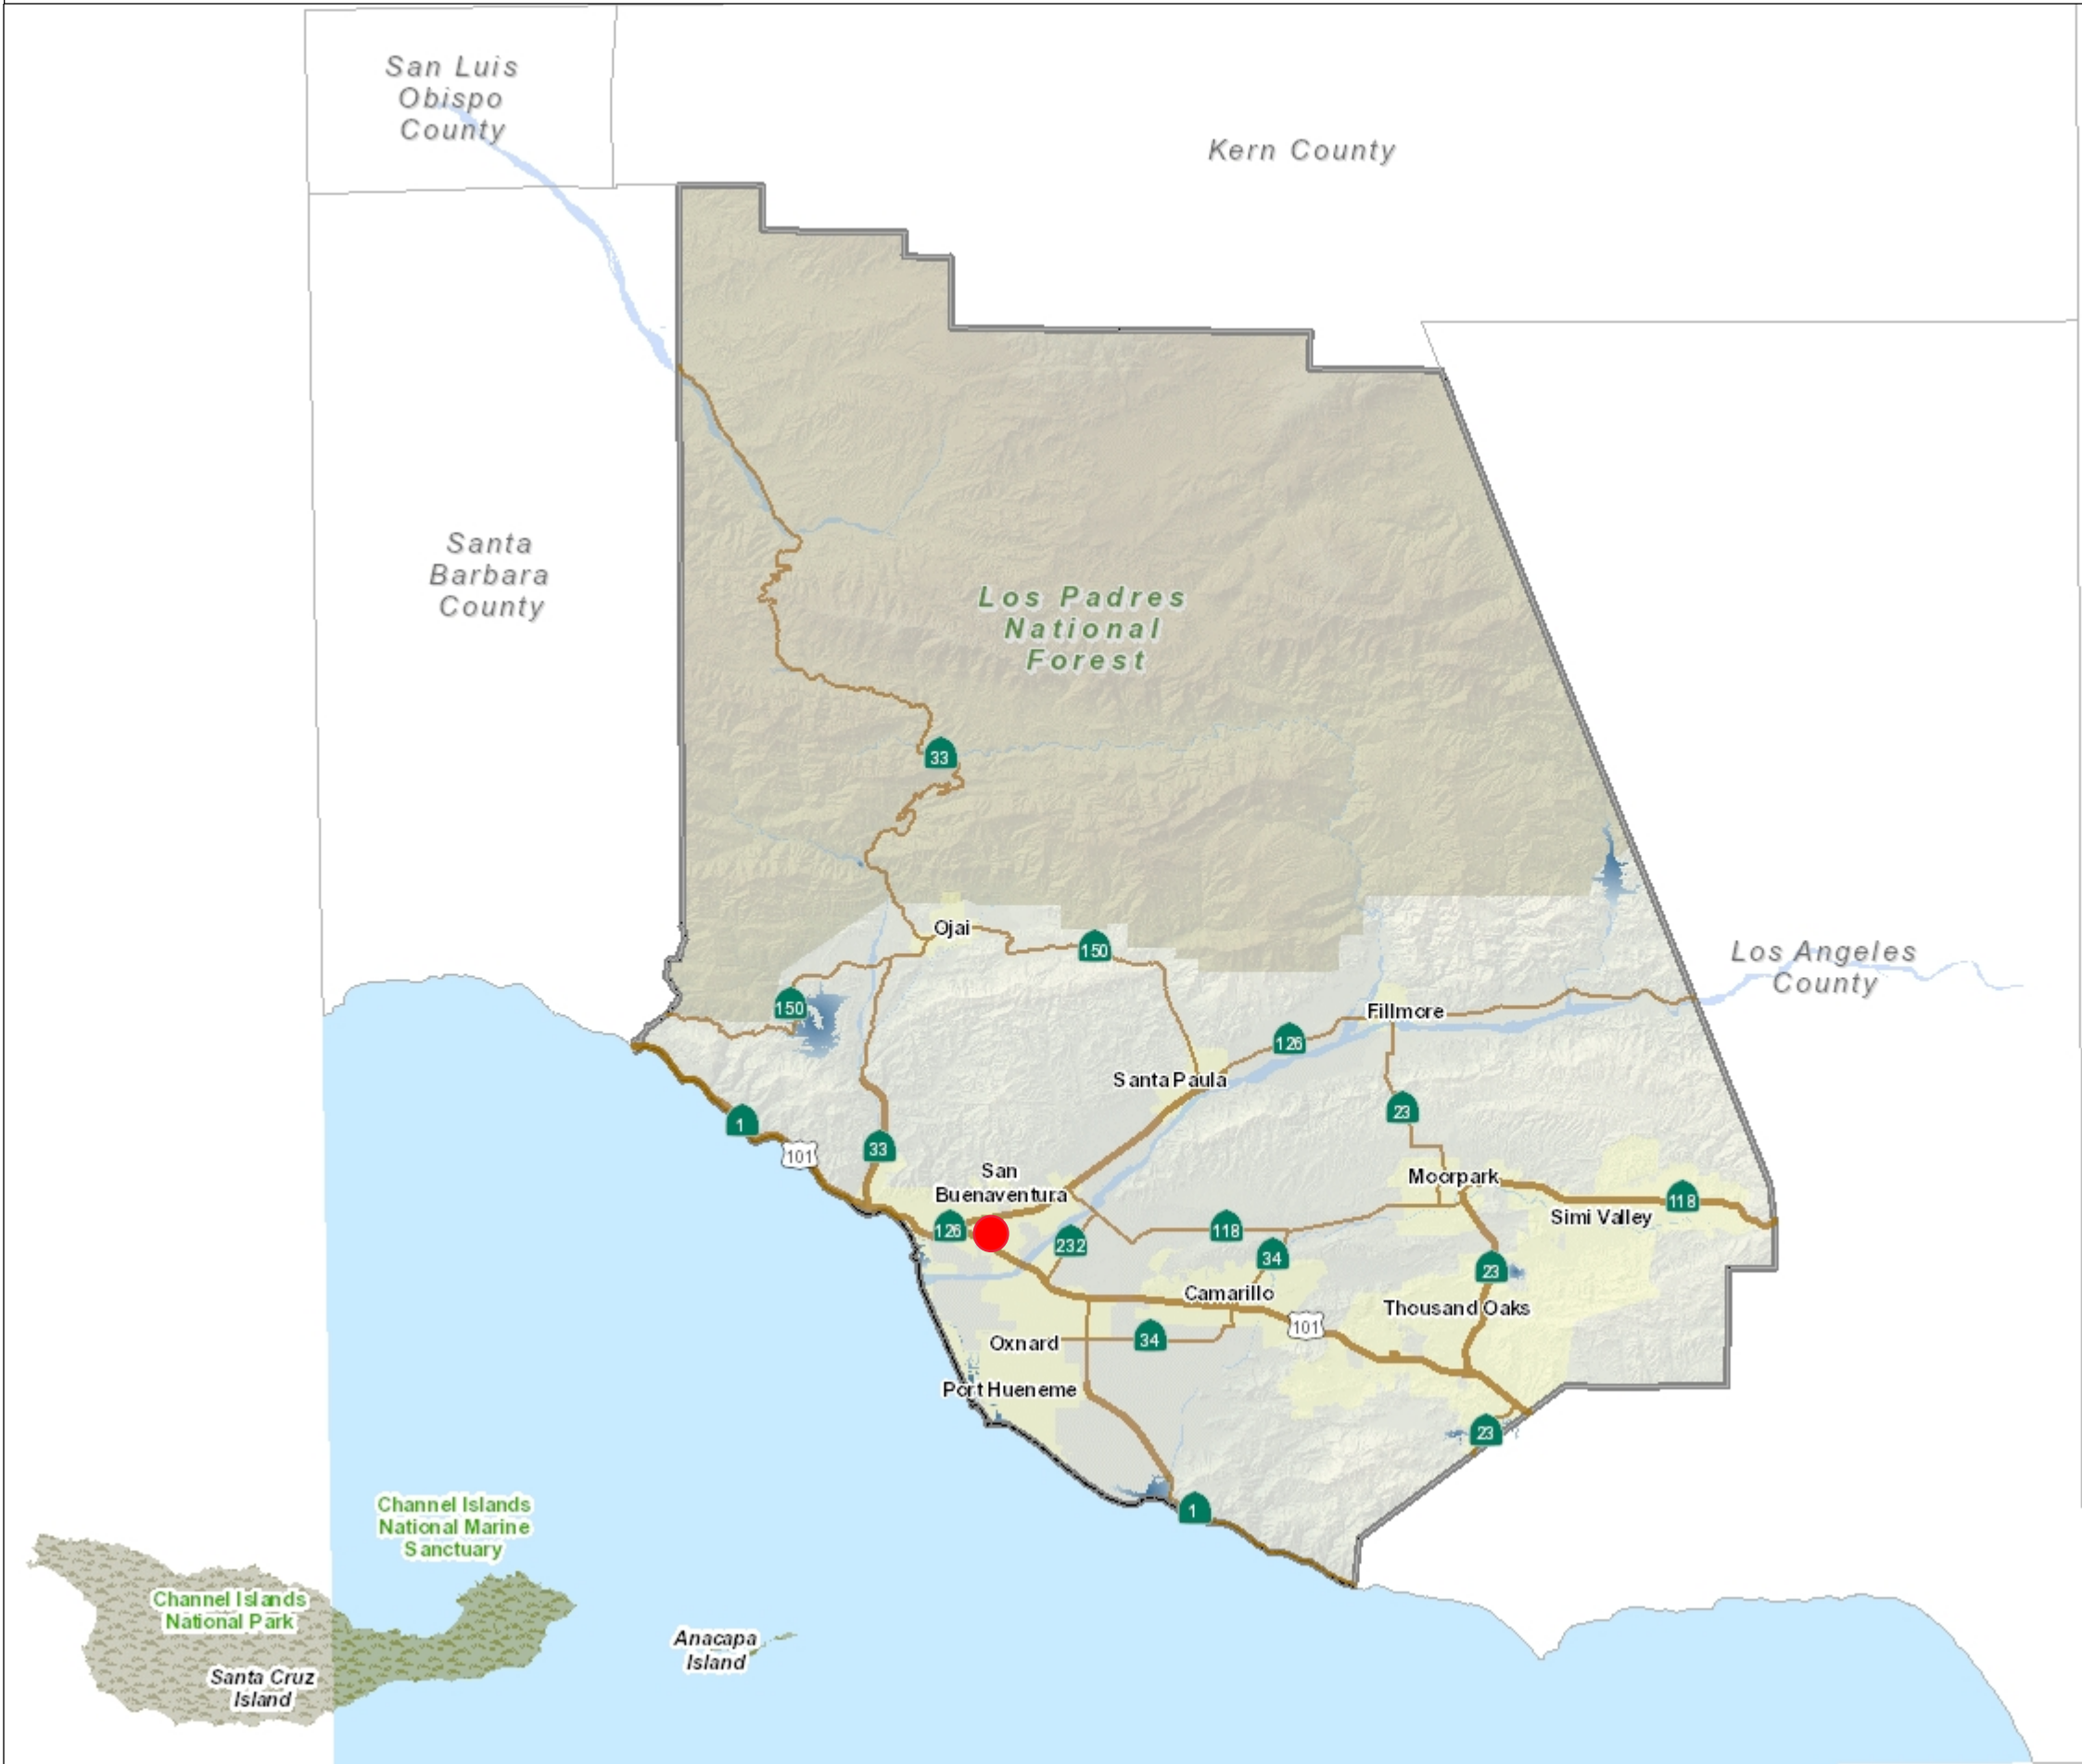 San Luis
Obispo
County
Kern County
Santa
Barbara
County
Los Padres
National
Forest
33
Ojai
150
150
Los Angeles
County
Fillmore
126
Santa Paula
1
101
33
23
San
Buenaventura
Moorpark
118
126
232
118
34
Simi Valley
23
Camarillo
Thousand Oaks
101
Oxnard
34
Port Hueneme
23
1
Channel Islands
National Marine
Sanctuary
Channel Islands
National Park
Santa Cruz
Island
Anacapa
Island